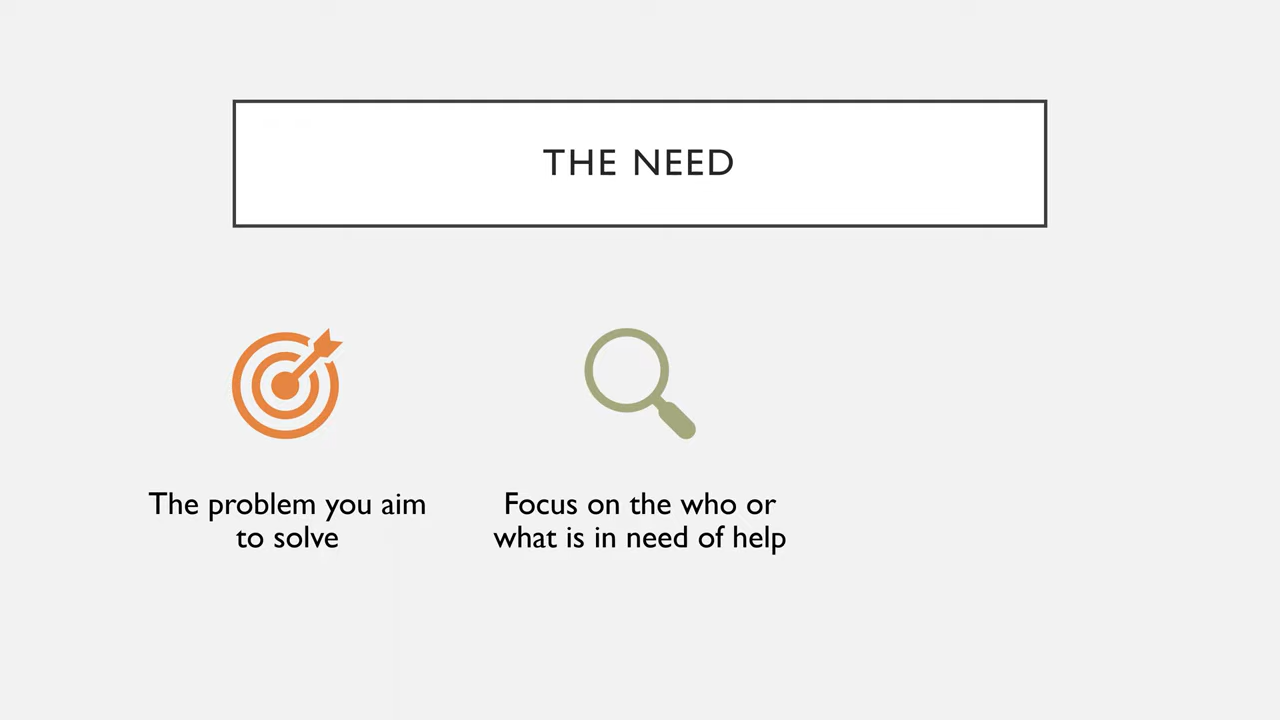 THE NEED
The problem you aim
to solve
Focus on the who or
what is in need of help